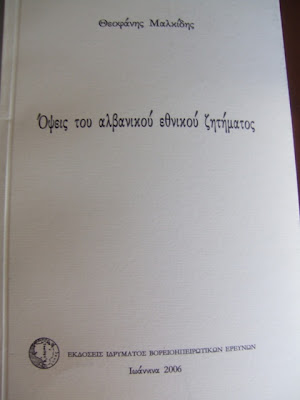 Θεοφάνης Μαλκίδης
Όψεις του αλβανικού εθνικού ζητήματος
ΕΚΔΟΣΕΙΣ ΙΔΡΥΜΑΤΟΣ ΒΟΡΕΙΟΗΠΕΙΡΩΤΙΚΩΝ ΕΡΕΥΝΩΝ
Ιωάννινα 2006